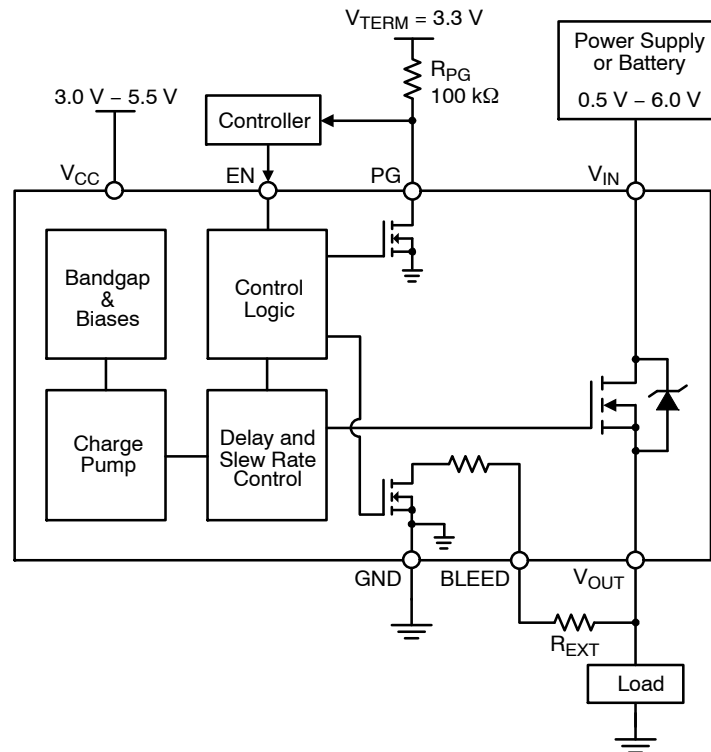 V_TERM = 3.3 V
R_PG
100 kΩ
Power Supply
or Battery
0.5 V – 6.0 V
3.0 V – 5.5 V
Controller
V_CC
EN
PG
V_IN
Bandgap
&
Biases
Control
Logic
Charge
Pump
Delay and
Slew Rate
Control
GND
BLEED
V_OUT
R_EXT
Load